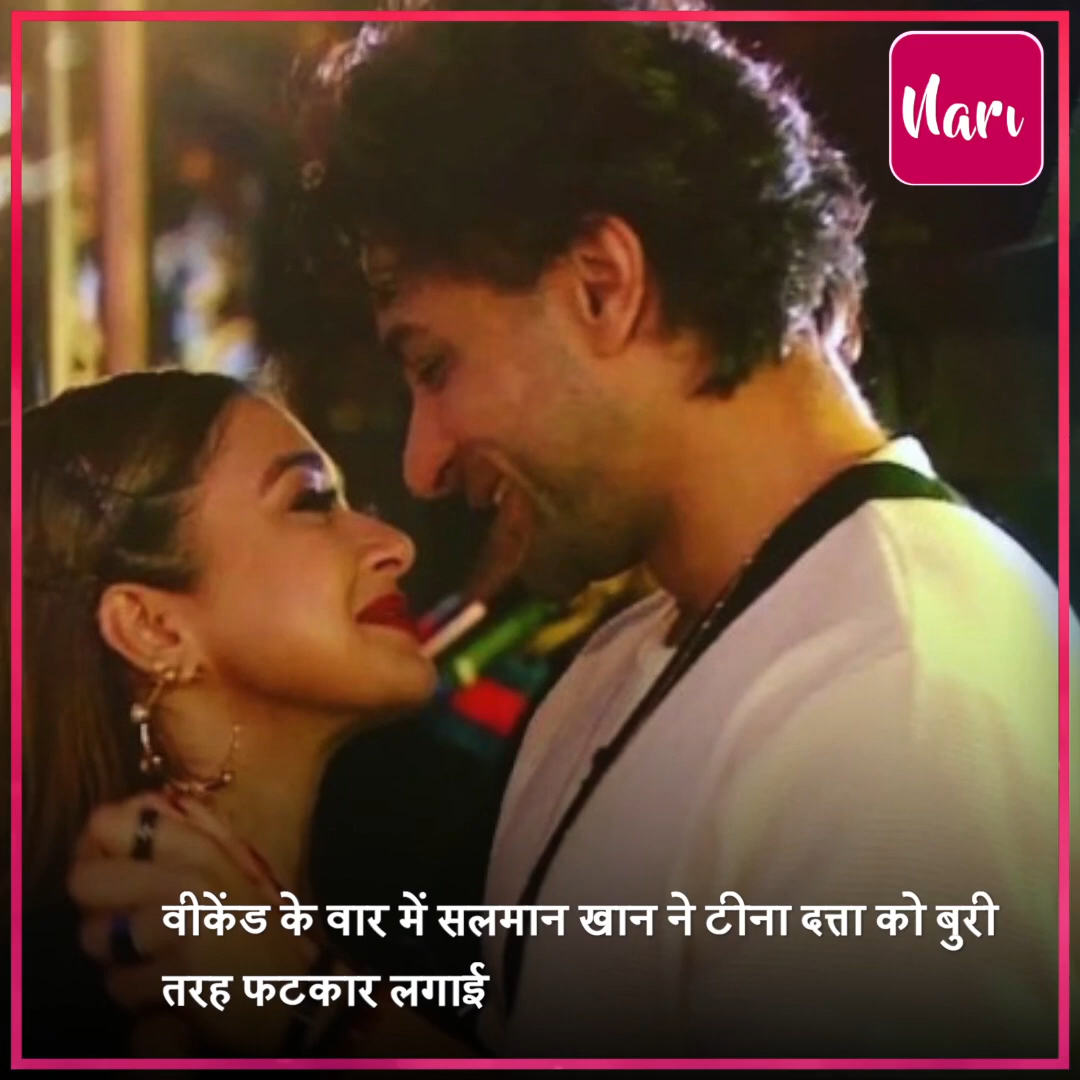 Nari
वीकेंड के वार में सलमान खान ने टीना दत्ता को बुरी
तरह फटकार लगाई